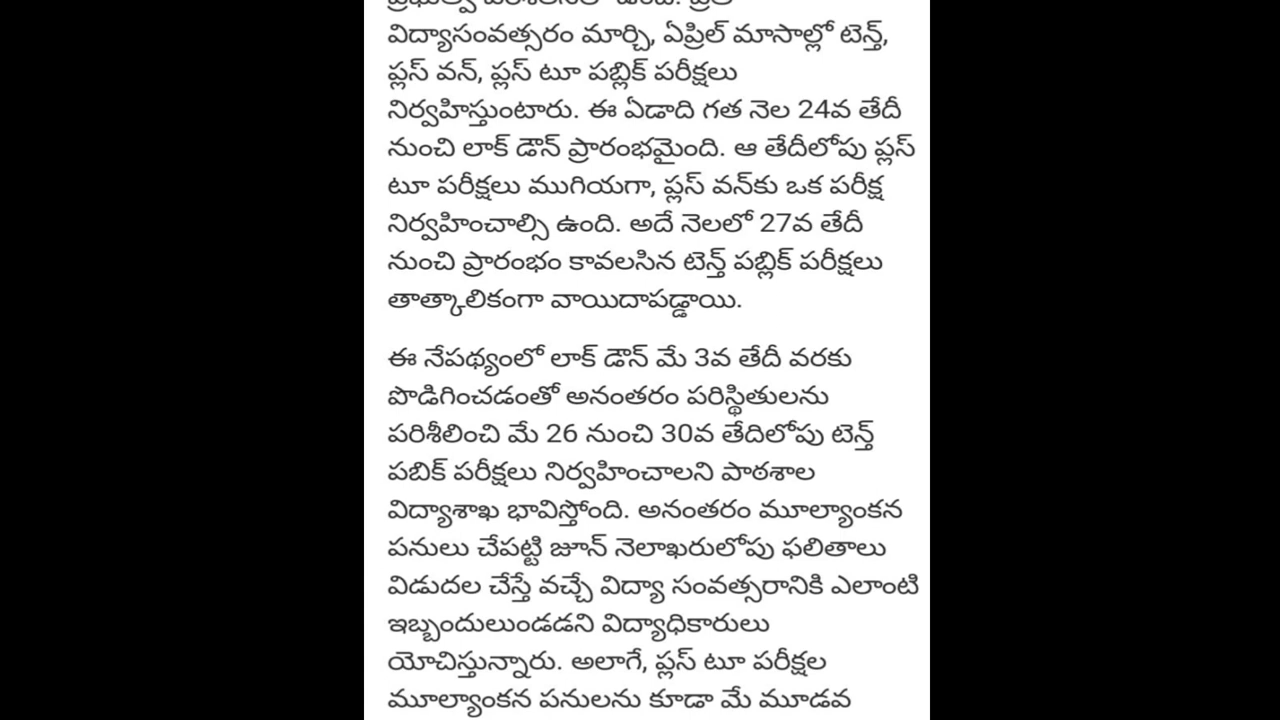 విద్యాసంవత్సరం మార్చి, ఏప్రిల్ మాసాల్లో టెన్త్,
ప్లస్ వన్, ప్లస్ టూ పబ్లిక్ పరీక్షలు
నిర్వహిస్తుంటారు. ఈ ఏడాది గత నెల 24వ తేదీ
నుంచి లాక్ డౌన్ ప్రారంభమైంది. ఆ తేదీలోపు ప్లస్
టూ పరీక్షలు ముగియగా, ప్లస్ వన్‌కు ఒక పరీక్ష
నిర్వహించాల్సి ఉంది. అదే నెలలో 27వ తేదీ
నుంచి ప్రారంభం కావలసిన టెన్త్ పబ్లిక్ పరీక్షలు
తాత్కాలికంగా వాయిదాపడ్డాయి.
ఈ నేపథ్యంలో లాక్ డౌన్ మే 3వ తేదీ వరకు
పొడిగించడంతో అనంతరం పరిస్థితులను
పరిశీలించి మే 26 నుంచి 30వ తేదిలోపు టెన్త్
పబిక్ పరీక్షలు నిర్వహించాలని పాఠశాల
విద్యాశాఖ భావిస్తోంది. అనంతరం మూల్యాంకన
పనులు చేపట్టి జూన్ నెలాఖరులోపు ఫలితాలు
విడుదల చేస్తే వచ్చే విద్యా సంవత్సరానికి ఎలాంటి
ఇబ్బందులుండడని విద్యాధికారులు
యోచిస్తున్నారు. అలాగే, ప్లస్ టూ పరీక్షల
మూల్యాంకన పనులను కూడా మే మూడవ